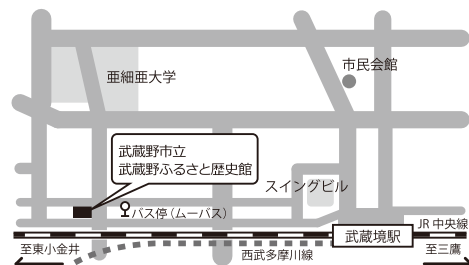 市民会館
亜細亜大学
武蔵野市立
武蔵野ふるさと歴史館
スイングビル
バス停(ムーバス)
JR 中央線
武蔵境駅
至東小金井
至三鷹
西武多摩川線